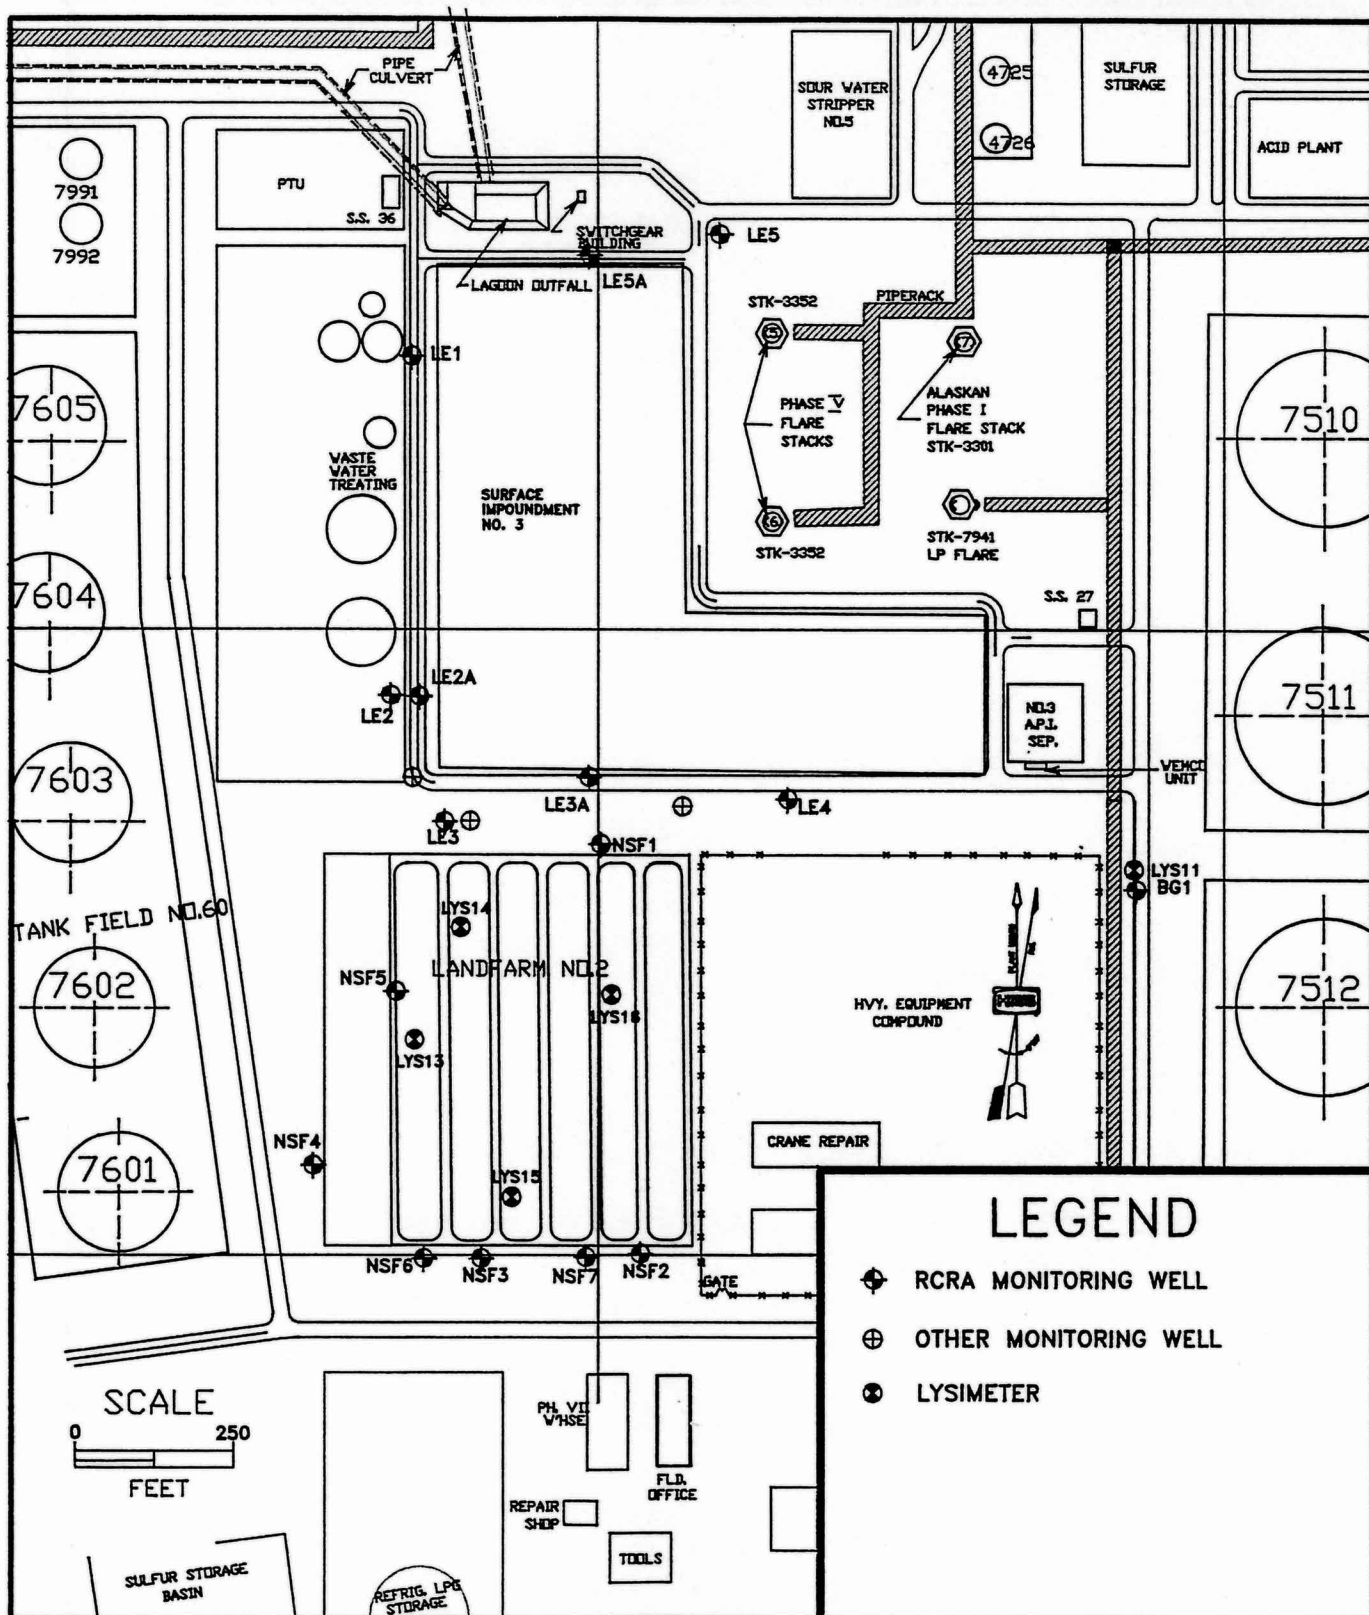 PIPE
CULVERT
4725
4726
SULFUR
STORAGE
SOUR WATER
STRIPPER
NO.5
ACID PLANT
7991
7992
PTU
S.S. 36
SWITCHGEAR
BUILDING
LAGOON OUTFALL
LE5A
LE5
STK-3352
PIPERACK
LE1
7605
7510
PHASE V
FLARE
STACKS
ALASKAN
PHASE I
FLARE STACK
STK-3301
WASTE
WATER
TREATING
SURFACE
IMPOUNDMENT
NO. 3
STK-3352
STK-7941
LP FLARE
7604
S.S. 27
LE2A
LE2
7511
NO.3
A.P.I.
SEP.
7603
WEMCO
UNIT
LE3A
LE4
LE3
NSF1
LYS11
BG1
TANK FIELD NO.60
LYS14
LANDFARM NO.2
NSF5
7602
LYS16
HVY. EQUIPMENT
COMPOUND
7512
LYS13
NSF4
7601
CRANE REPAIR
LYS15
NSF6
NSF3
NSF7
NSF2
GATE
LEGEND
RCRA MONITORING WELL
OTHER MONITORING WELL
LYSIMETER
SCALE
0 250
FEET
PH. VII
W'HSE
FLD.
OFFICE
REPAIR
SHOP
TOOLS
SULFUR STORAGE
BASIN
REFRIG. LPG
STORAGE